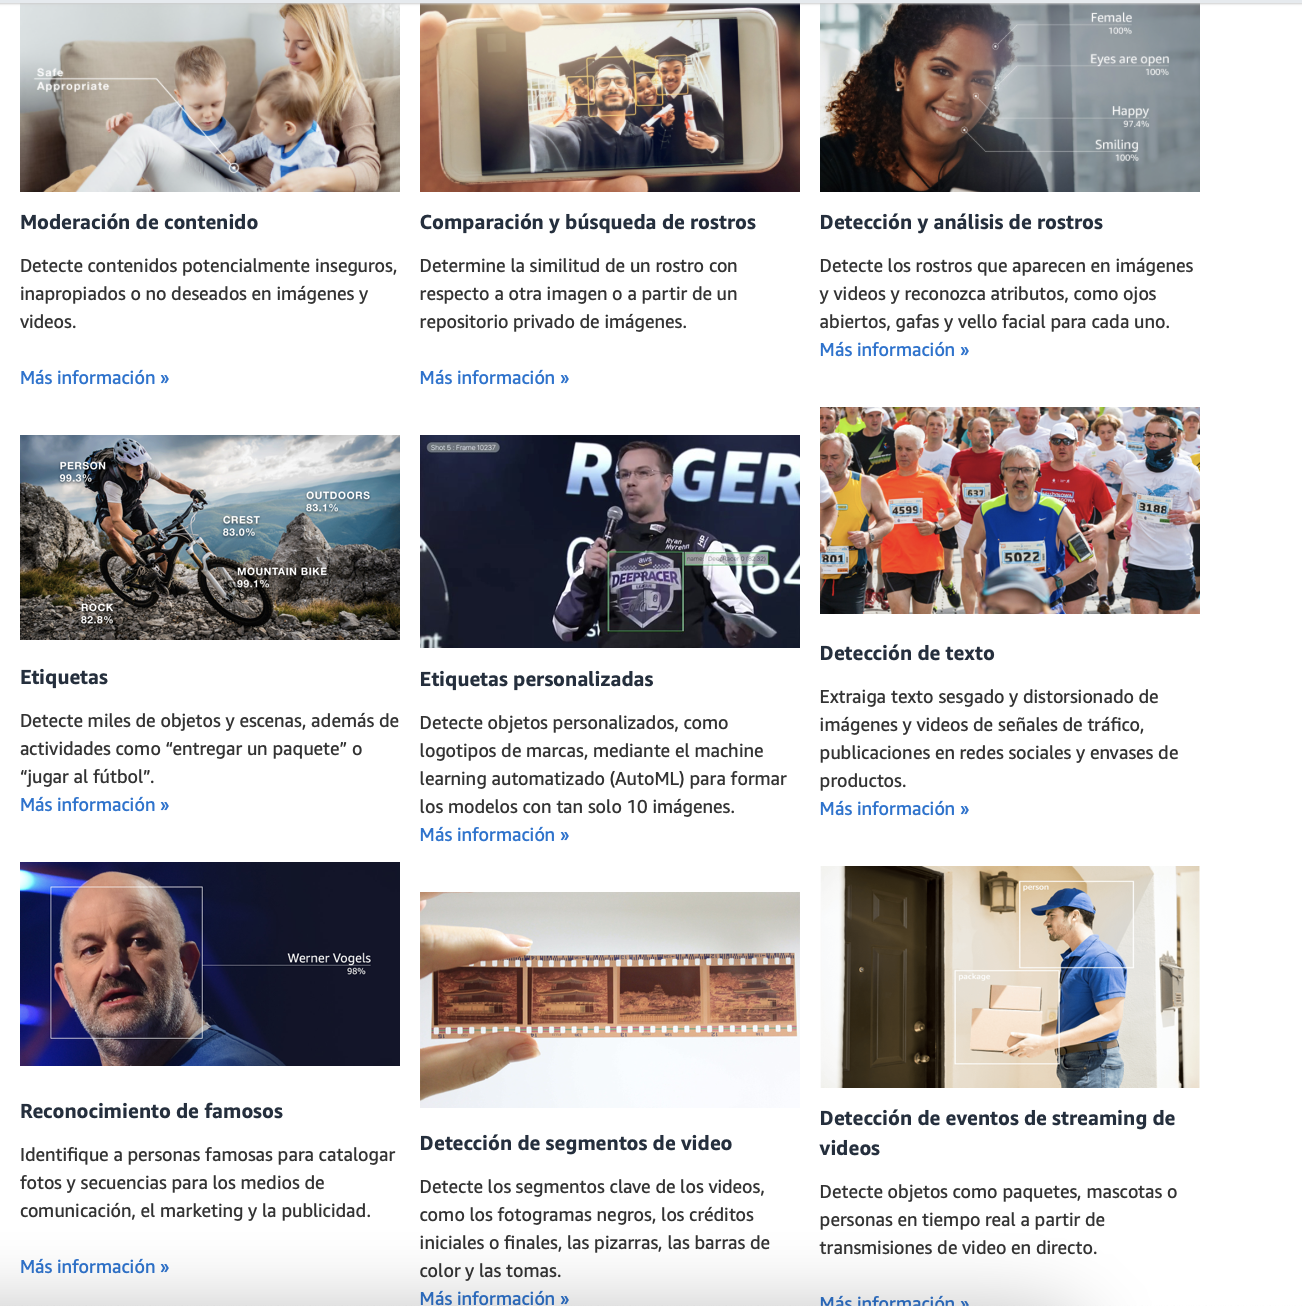 Safe
Appropriate
Female
100%
Eyes are open
100%
Happy
97.4%
Smiling
100%
Moderación de contenido
Detecte contenidos potencialmente inseguros,
inapropiados o no deseados en imágenes y
videos.
Más información »
Comparación y búsqueda de rostros
Determine la similitud de un rostro con
respecto a otra imagen o a partir de un
repositorio privado de imágenes.
Más información »
Detección y análisis de rostros
Detecte los rostros que aparecen en imágenes
y videos y reconozca atributos, como ojos
abiertos, gafas y vello facial para cada uno.
Más información »
PERSON
99.3%
OUTDOORS
83.1%
CREST
83.0%
MOUNTAIN BIKE
99.1%
ROCK
82.8%
Etiquetas
Detecte miles de objetos y escenas, además de
actividades como “entregar un paquete” o
“jugar al fútbol”.
Más información »
Shot 5 : Frame 10237
ROGER
064
Ryan
Myrehn
hp
aws
DEEPRACER
Etiquetas personalizadas
Detecte objetos personalizados, como
logotipos de marcas, mediante el machine
learning automatizado (AutoML) para formar
los modelos con tan solo 10 imágenes.
Más información »
4599
637
3188
801
5022
Detección de texto
Extraiga texto sesgado y distorsionado de
imágenes y videos de señales de tráfico,
publicaciones en redes sociales y envases de
productos.
Más información »
Werner Vogels
98%
Reconocimiento de famosos
Identifique a personas famosas para catalogar
fotos y secuencias para los medios de
comunicación, el marketing y la publicidad.
Más información »
Detección de segmentos de video
Detecte los segmentos clave de los videos,
como los fotogramas negros, los créditos
iniciales o finales, las pizarras, las barras de
color y las tomas.
Más información »
person
package
Detección de eventos de streaming de
videos
Detecte objetos como paquetes, mascotas o
personas en tiempo real a partir de
transmisiones de video en directo.
Más información »